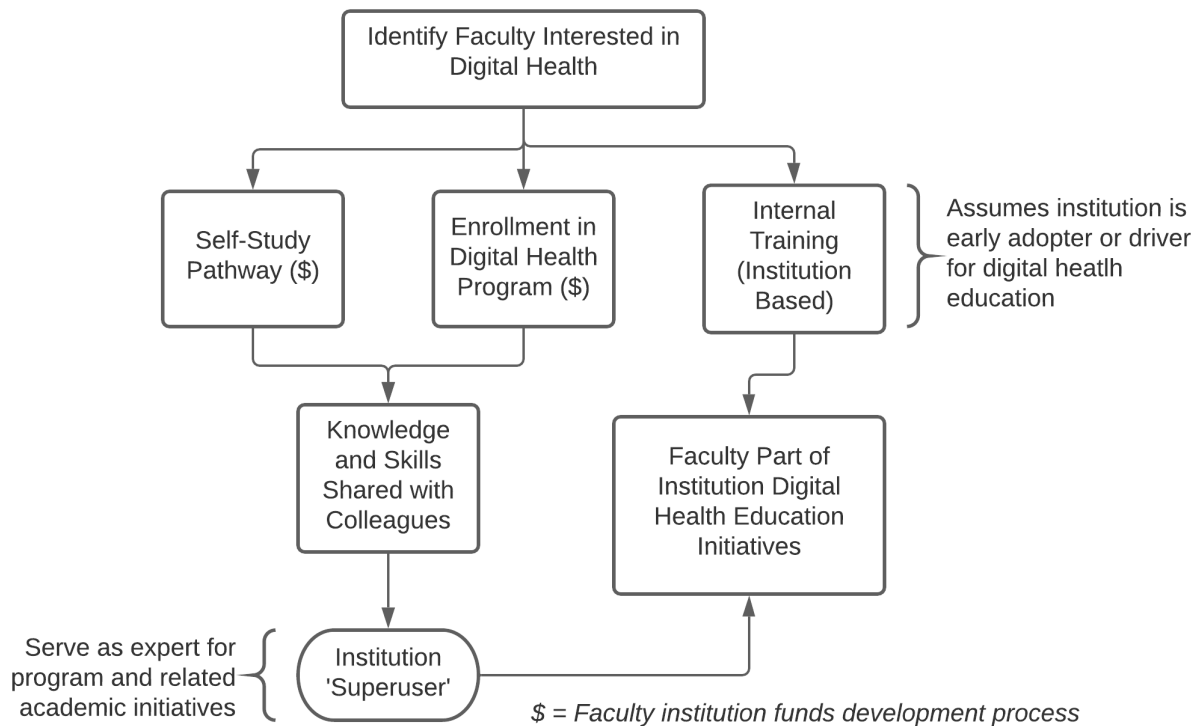 Identify Faculty Interested in
Digital Health
Self-Study
Pathway ($)
Enrollment in
Digital Health
Program ($)
Internal
Training
(Institution
Based)
Assumes institution is
early adopter or driver
for digital heatlh
education
Knowledge
and Skills
Shared with
Colleagues
Faculty Part of
Institution Digital
Health Education
Initiatives
Serve as expert for
program and related
academic initiatives
Institution
'Superuser'
$ = Faculty institution funds development process